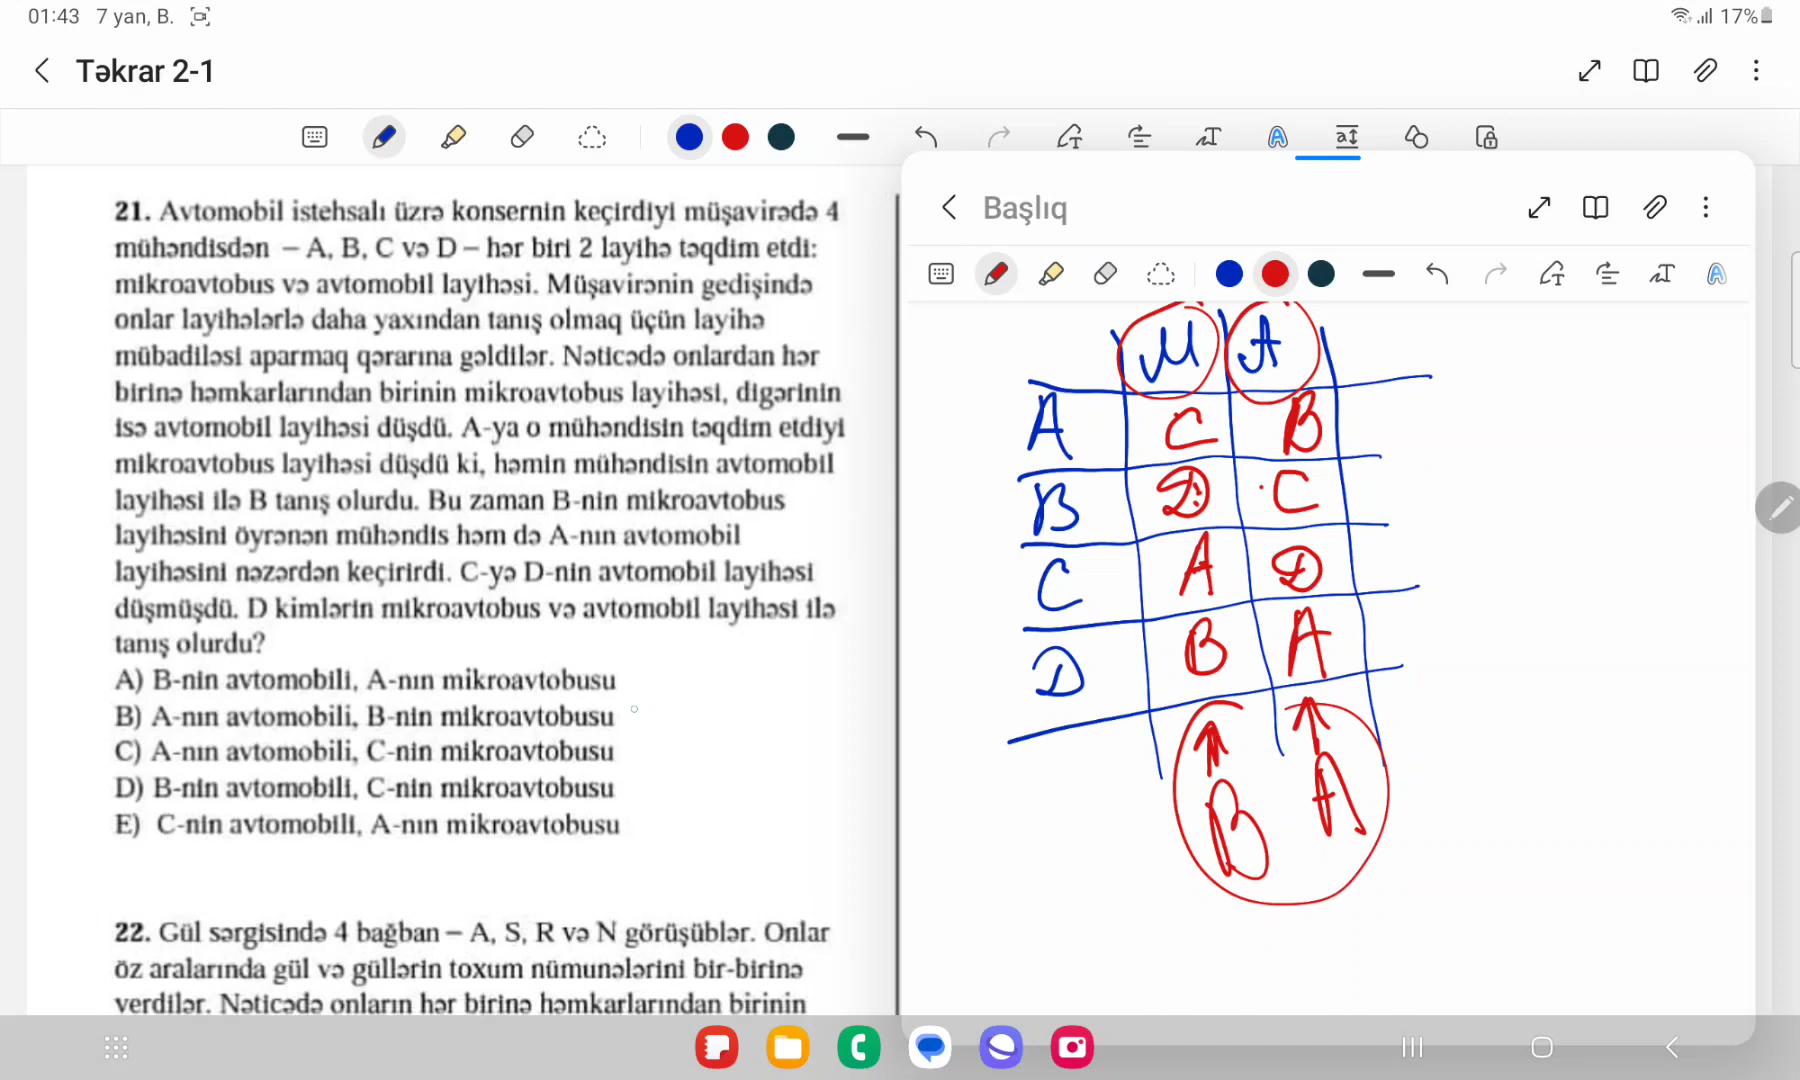 01:43 7 yan, B.
17%
Təkrar 2-1
21. Avtomobil istehsalı üzrə konsernin keçirdiyi müşavirədə 4
mühəndisdən – A, B, C və D – hər biri 2 layihə təqdim etdi:
mikroavtobus və avtomobil layihəsi. Müşavirənin gedişində
onlar layihələrlə daha yaxından tanış olmaq üçün layihə
mübadiləsi aparmaq qərarına gəldilər. Nəticədə onlardan hər
birinə həmkarlarından birinin mikroavtobus layihəsi, digərinin
isə avtomobil layihəsi düşdü. A-ya o mühəndisin təqdim etdiyi
mikroavtobus layihəsi düşdü ki, həmin mühəndisin avtomobil
layihəsi ilə B tanış olurdu. Bu zaman B-nin mikroavtobus
layihəsini öyrənən mühəndis həm də A-nın avtomobil
layihəsini nəzərdən keçirirdi. C-yə D-nin avtomobil layihəsi
düşmüşdü. D kimlərin mikroavtobus və avtomobil layihəsi ilə
tanış olurdu?
A) B-nin avtomobili, A-nın mikroavtobusu
B) A-nın avtomobili, B-nin mikroavtobusu
C) A-nın avtomobili, C-nin mikroavtobusu
D) B-nin avtomobili, C-nin mikroavtobusu
E) C-nin avtomobili, A-nın mikroavtobusu
22. Gül sərgisində 4 bağban – A, S, R və N görüşüblər. Onlar
öz aralarında gül və güllərin toxum nümunələrini bir-birinə
verdilər. Nəticədə onların hər birinə həmkarlarından birinin
Başlıq
M A
A C B
B D C
C A D
D B A
B A